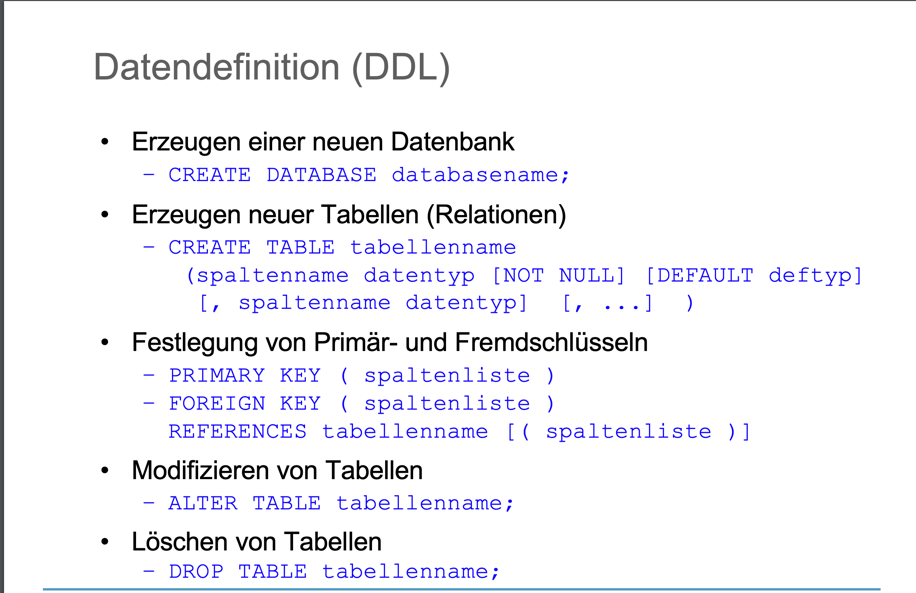 Datendefinition (DDL)
• Erzeugen einer neuen Datenbank
– CREATE DATABASE databasename;
• Erzeugen neuer Tabellen (Relationen)
– CREATE TABLE tabellenname
(spaltenname datentyp [NOT NULL] [DEFAULT deftyp]
[, spaltenname datentyp] [, ...] )
• Festlegung von Primär- und Fremdschlüsseln
– PRIMARY KEY ( spaltenliste )
– FOREIGN KEY ( spaltenliste )
REFERENCES tabellenname [( spaltenliste )]
• Modifizieren von Tabellen
– ALTER TABLE tabellenname;
• Löschen von Tabellen
– DROP TABLE tabellenname;